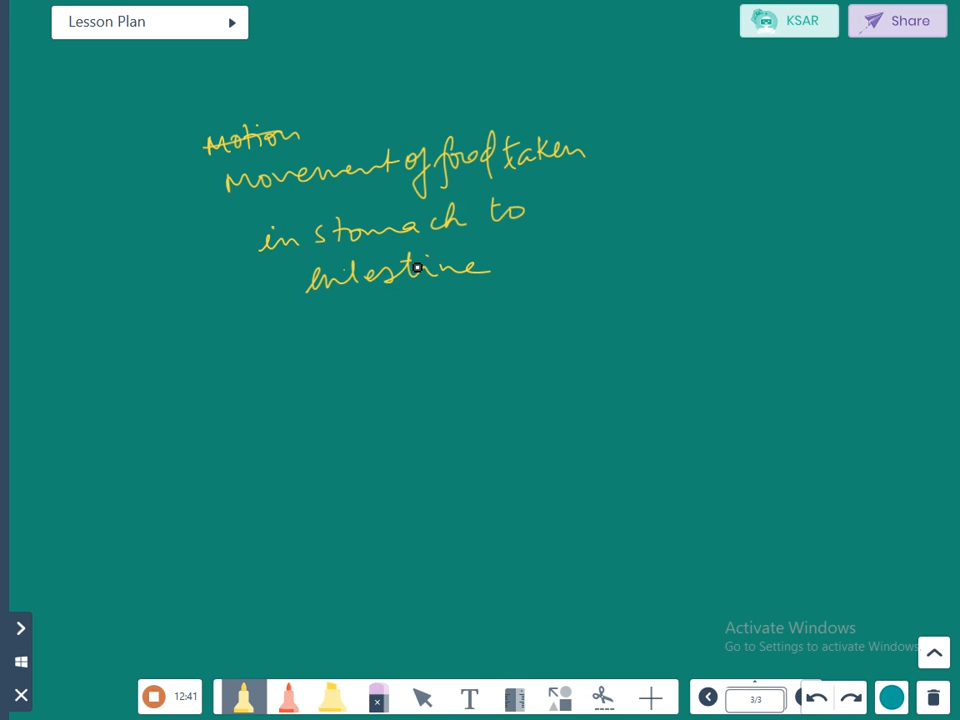 Lesson Plan
KSAR
Share
Motion
Movement of food taken
in stomach to
intestine
Activate Windows
Go to Settings to activate Windows.
12:41
T
3/3